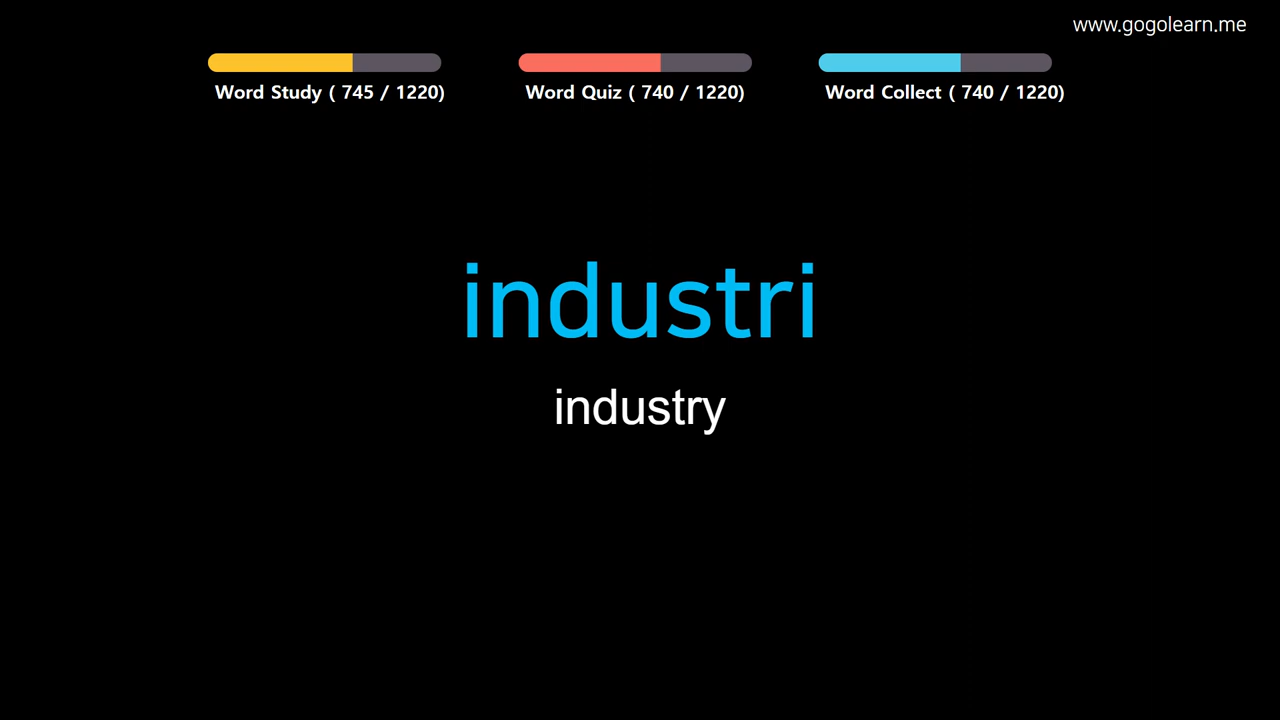 www.gogolearn.me
Word Study ( 745 / 1220)
Word Quiz ( 740 / 1220)
Word Collect ( 740 / 1220)
industri
industry